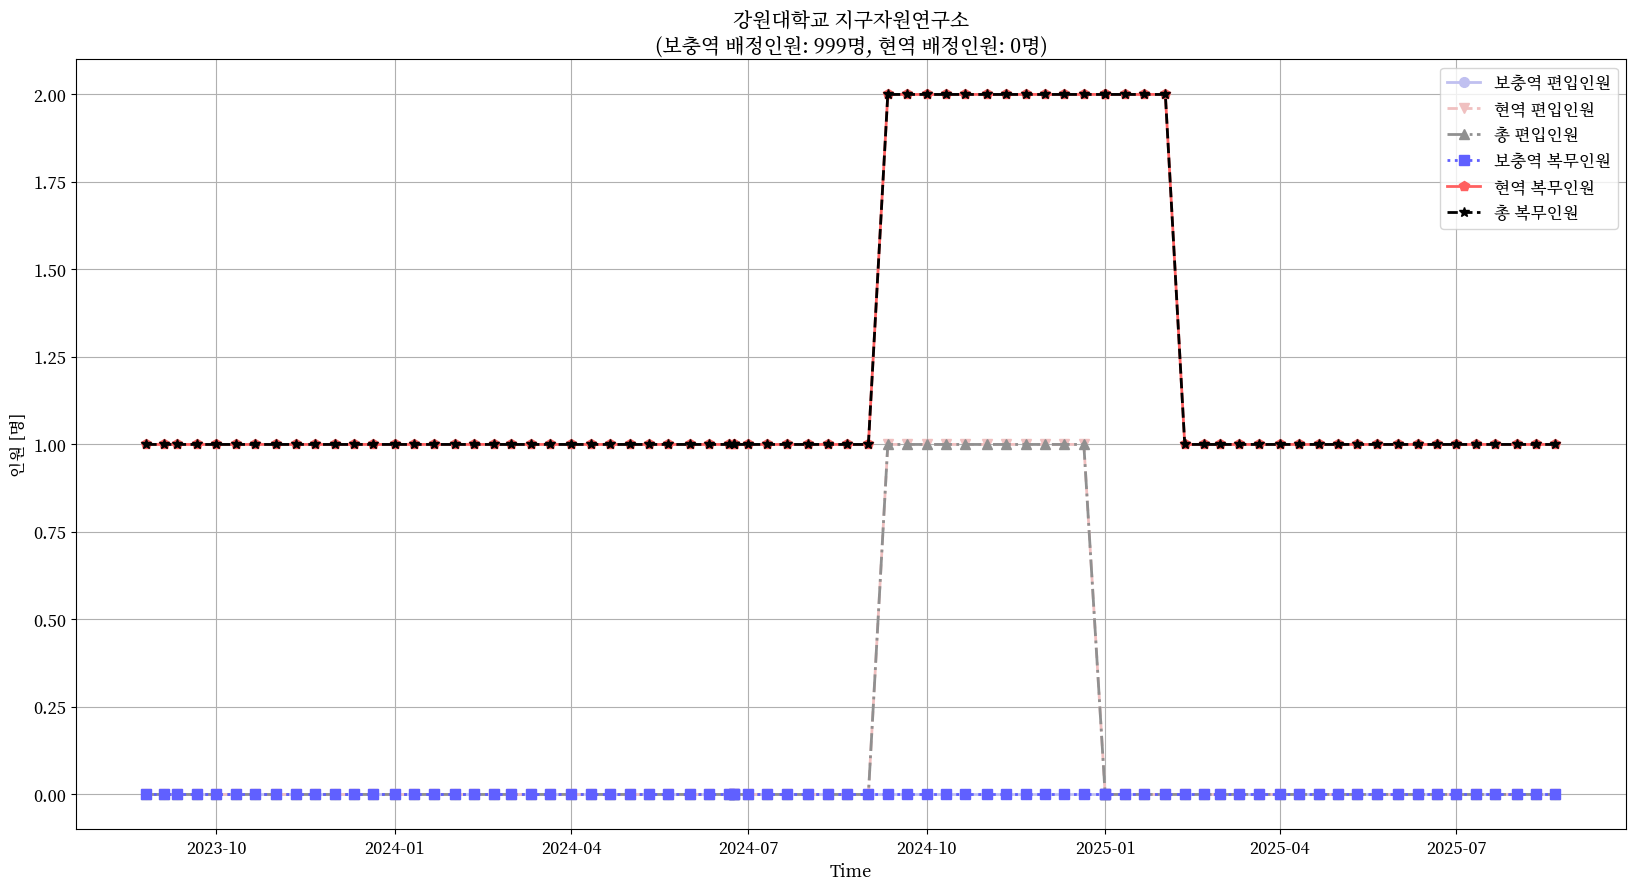 강원대학교 지구자원연구소
(보충역 배정인원: 999명, 현역 배정인원: 0명)
보충역 편입인원
현역 편입인원
총 편입인원
보충역 복무인원
현역 복무인원
총 복무인원
인원 [명]
2.00
1.75
1.50
1.25
1.00
0.75
0.50
0.25
0.00
2023-10
2024-01
2024-04
2024-07
2024-10
2025-01
2025-04
2025-07
Time